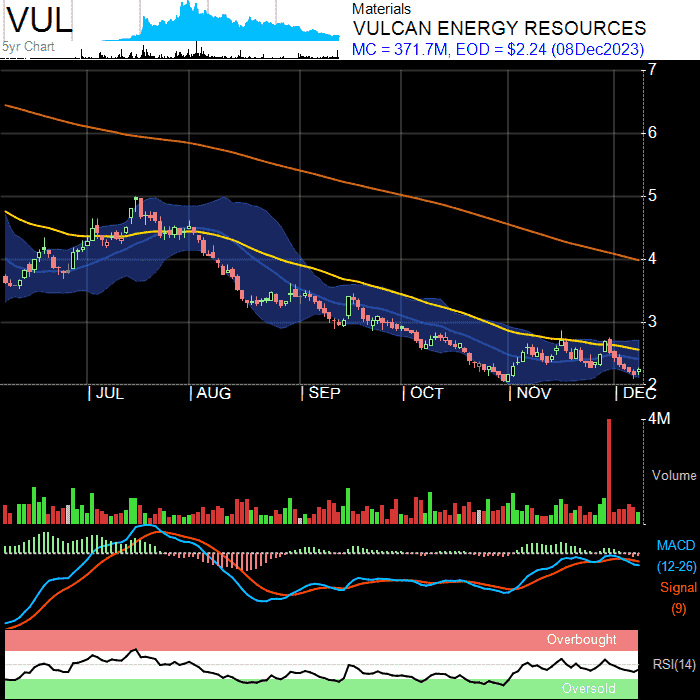 VUL
5yr Chart
Materials
VULCAN ENERGY RESOURCES
MC = 371.7M, EOD = $2.24 (08Dec2023)
7
6
5
4
3
2
JUL
AUG
SEP
OCT
NOV
DEC
4M
Volume
MACD
(12-26)
Signal
(9)
Overbought
RSI(14)
Oversold